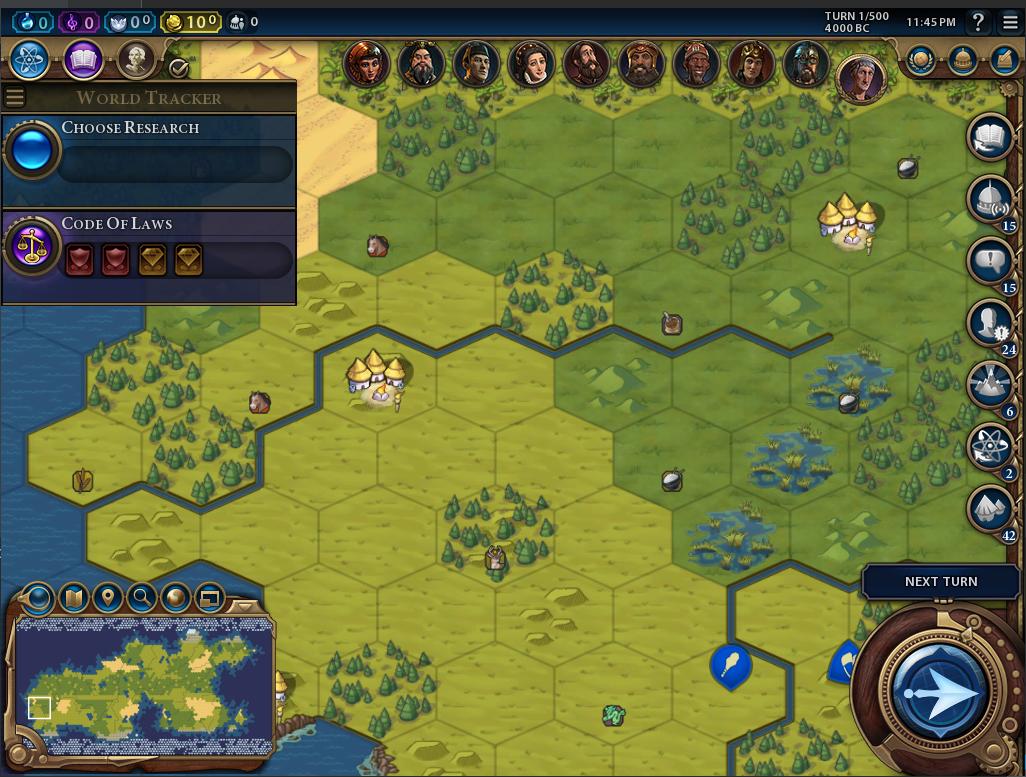 0 0 0 0 10 0 0
TURN 1/500
4000 BC
11:45 PM ?
WORLD TRACKER
CHOOSE RESEARCH
CODE OF LAWS
15
15
24
6
2
42
NEXT TURN